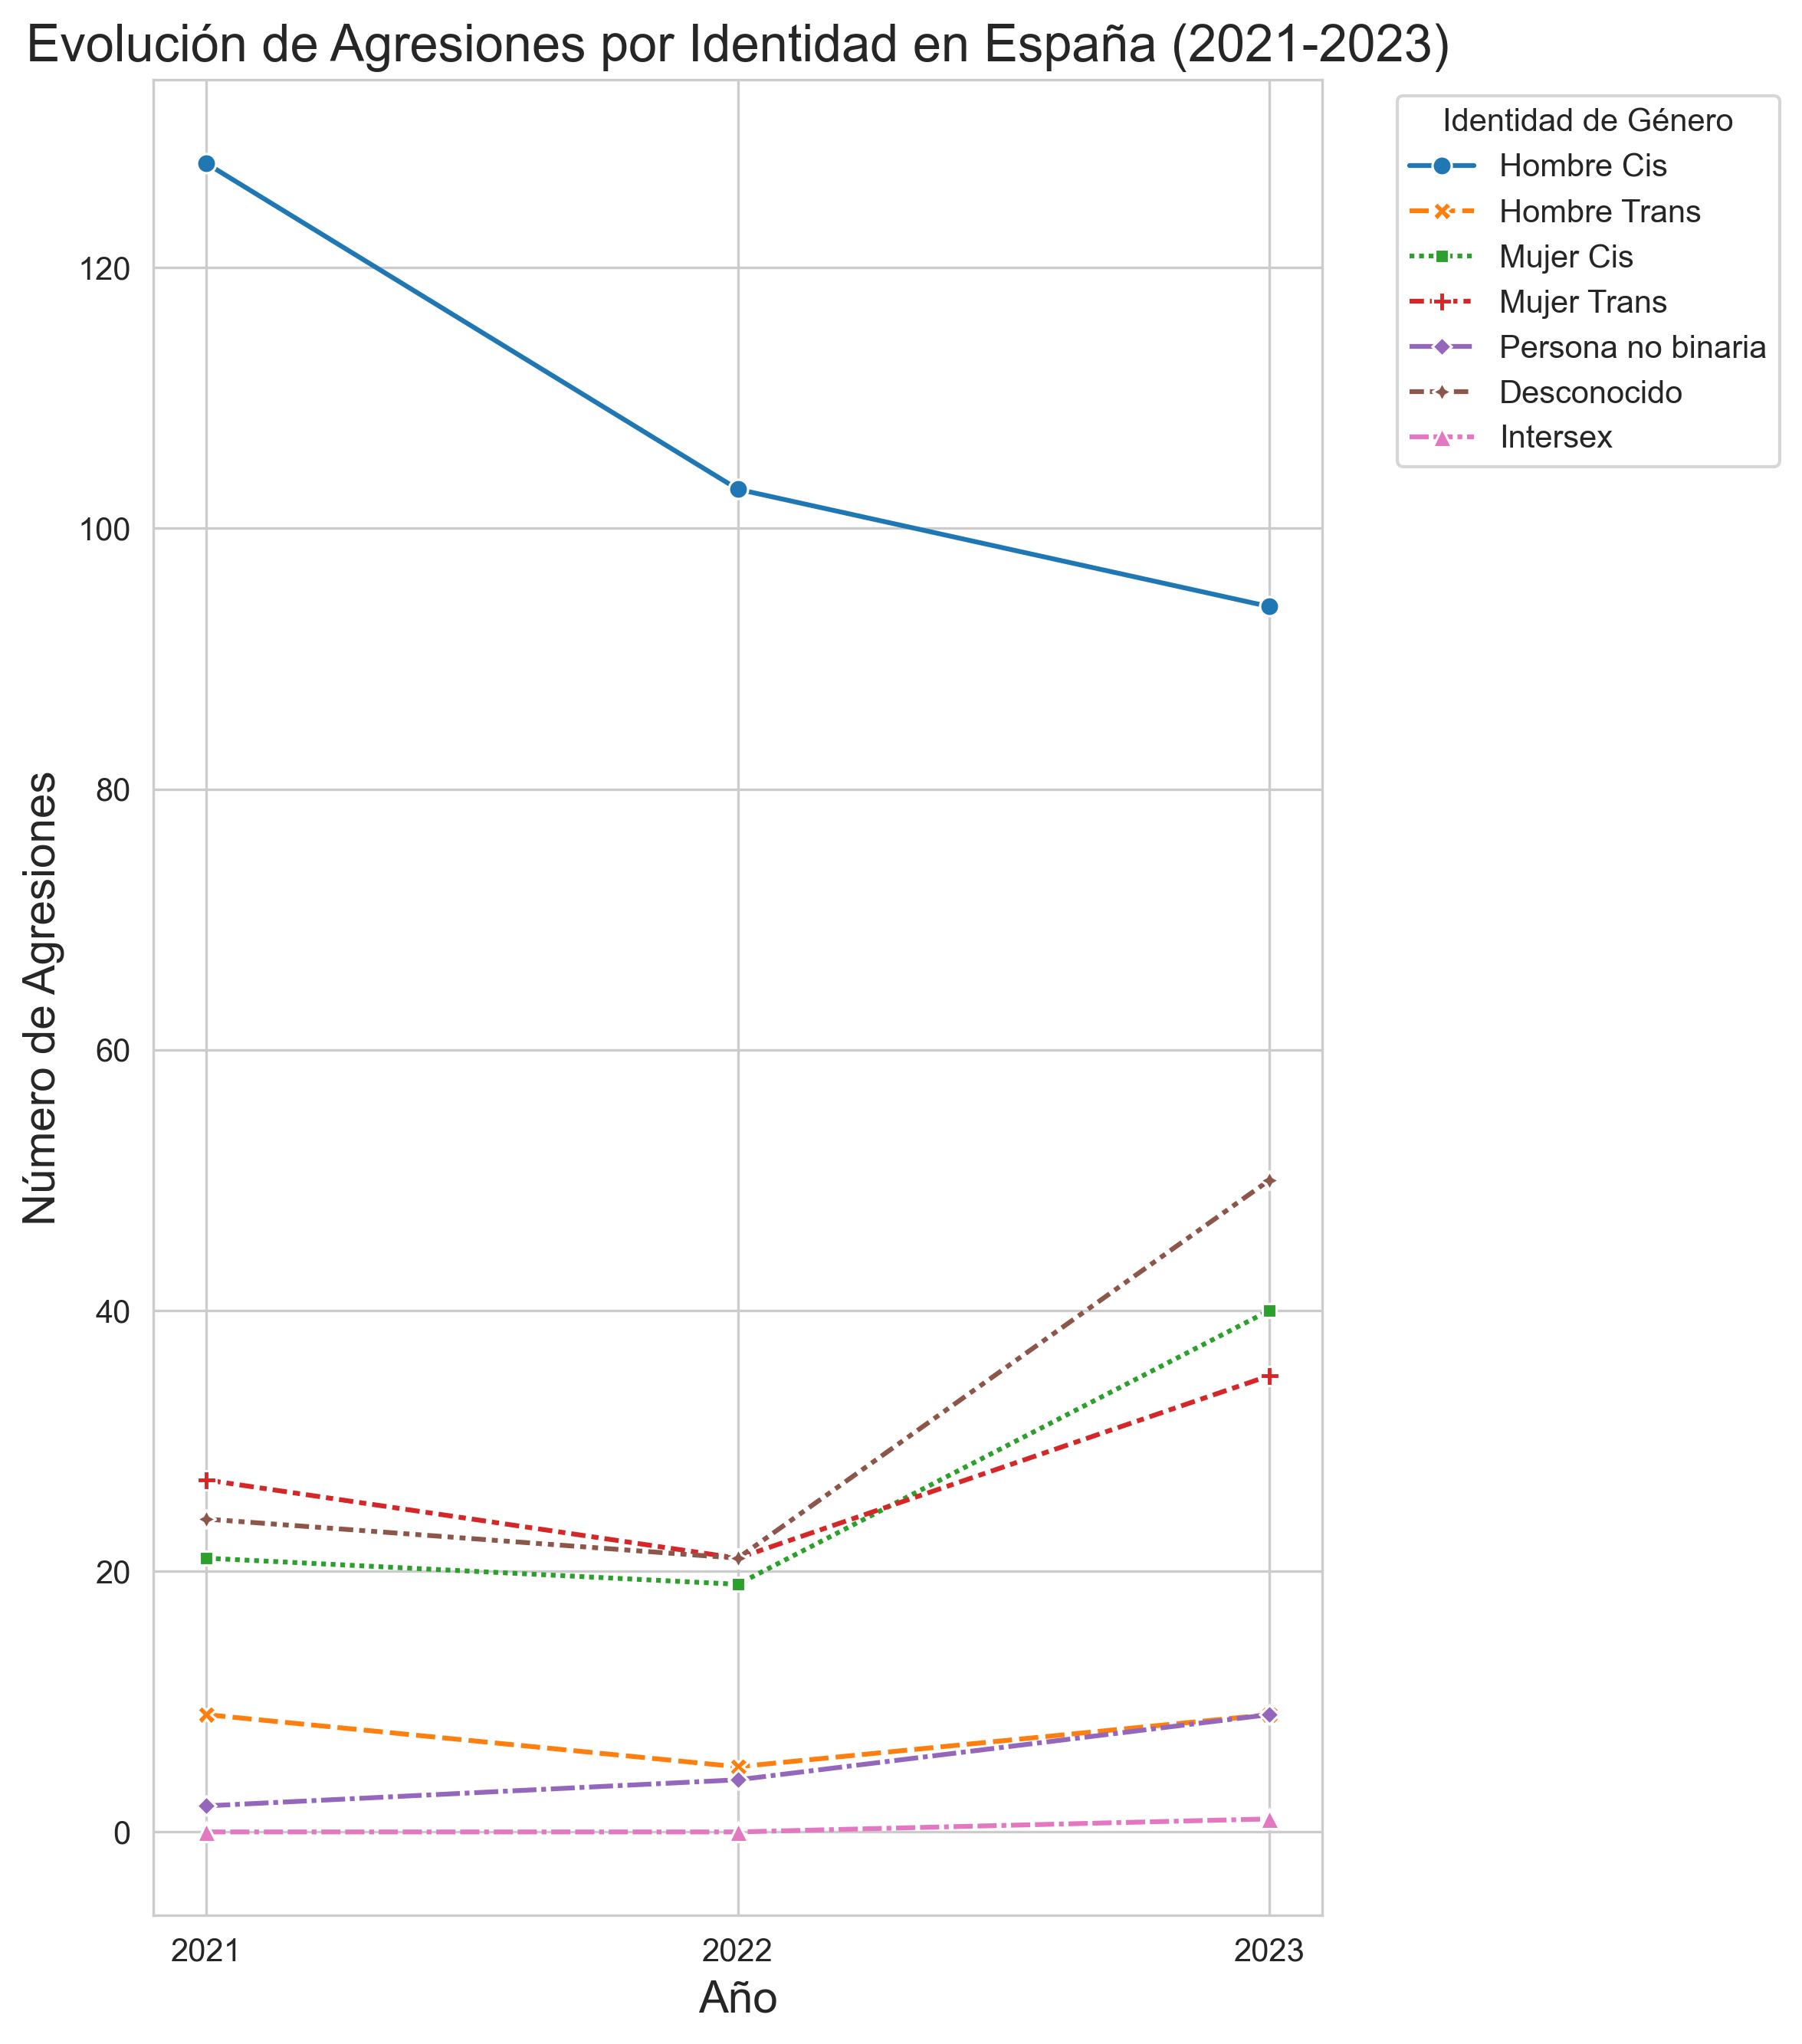 Evolución de Agresiones por Identidad en España (2021-2023)
Identidad de Género
Hombre Cis
Hombre Trans
Mujer Cis
Mujer Trans
Persona no binaria
Desconocido
Intersex
Número de Agresiones
120
100
80
60
40
20
0
2021
2022
2023
Año